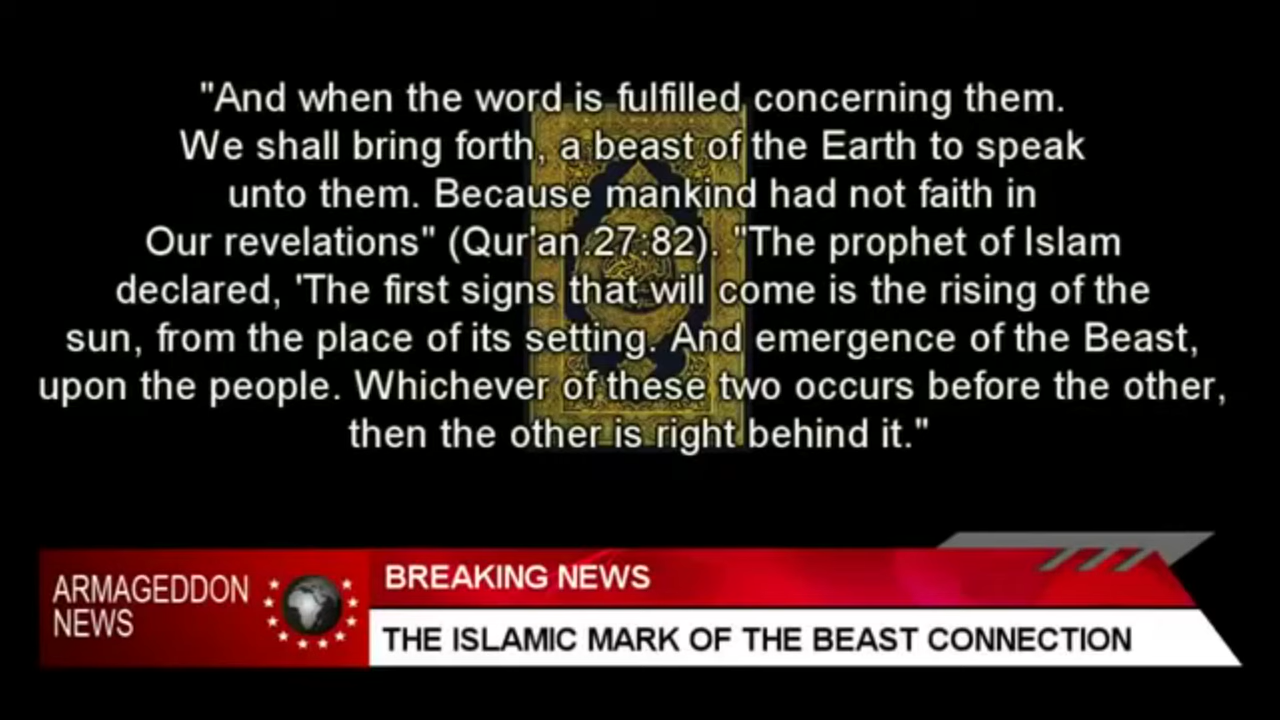 "And when the word is fulfilled concerning them.
We shall bring forth, a beast of the Earth to speak
unto them. Because mankind had not faith in
Our revelations" (Qur'an.27:82). "The prophet of Islam
declared, 'The first signs that will come is the rising of the
sun, from the place of its setting. And emergence of the Beast,
upon the people. Whichever of these two occurs before the other,
then the other is right behind it."
ARMAGEDDON
NEWS
BREAKING NEWS
THE ISLAMIC MARK OF THE BEAST CONNECTION